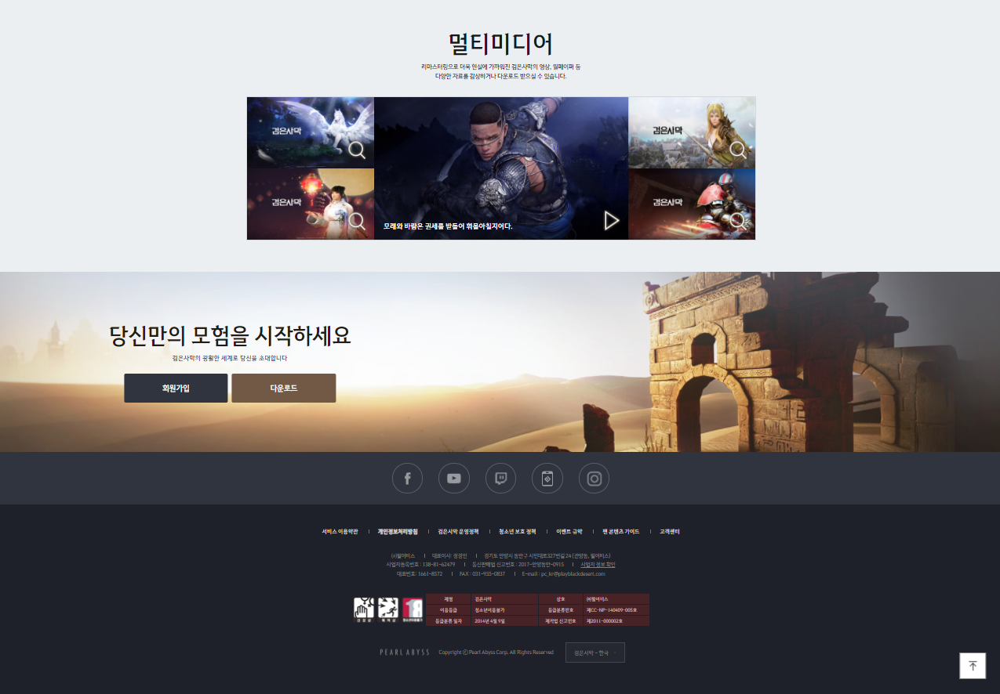 멀티미디어
리마스터링으로 더욱 현실에 가까워진 검은사막의 영상, 월페이퍼 등
다양한 자료를 감상하거나 다운로드 받으실 수 있습니다.
검은사막
검은사막
검은사막
검은사막
모래와 바람은 권세를 받들어 휘몰아칠지어다.
당신만의 모험을 시작하세요
검은사막의 광활한 세계로 당신을 초대합니다
회원가입
다운로드
서비스 이용약관
개인정보처리방침
검은사막 운영정책
청소년 보호 정책
이벤트 규약
팬 콘텐츠 가이드
고객센터
㈜펄어비스 대표이사: 정경인 경기도 안양시 동안구 시민대로327번길 24 (관양동, 펄어비스)
사업자등록번호 : 138-81-62479 통신판매업 신고번호 : 2017-안양동안-0915 사업자 정보 확인
대표번호: 1661-8572 FAX : 031-935-0837 E-mail : pc_kr@playblackdesert.com
선정성
폭력성
18
청소년이용불가
제명 검은사막 상호 ㈜펄어비스
이용등급 청소년이용불가 등급분류번호 제CC-NP-140409-005호
등급분류 일자 2014년 4월 9일 제작업 신고번호 제2011-000002호
PEARL ABYSS
Copyright ⓒ Pearl Abyss Corp. All Rights Reserved
검은사막 - 한국